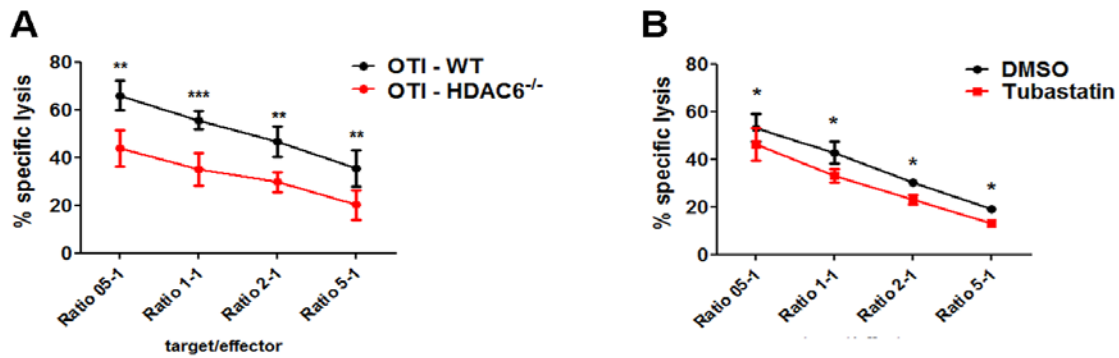 A
% specific lysis
80
60
40
20
0
** *** ** **
OTI - WT
OTI - HDAC6-/-
Ratio 05-1
Ratio 1-1
Ratio 2-1
Ratio 5-1
target/effector
B
% specific lysis
80
60
40
20
0
* * * *
DMSO
Tubastatin
Ratio 05-1
Ratio 1-1
Ratio 2-1
Ratio 5-1